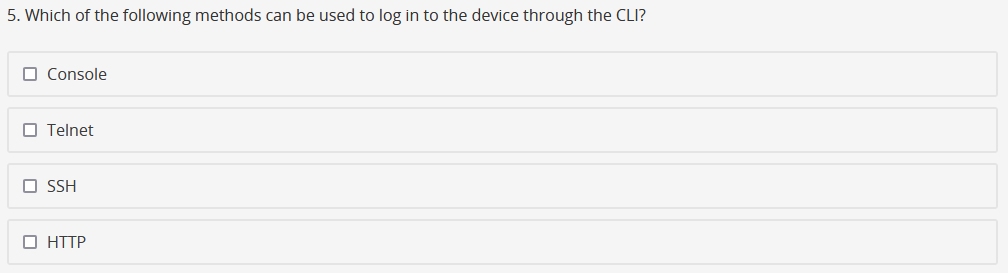 5. Which of the following methods can be used to log in to the device through the CLI?
Console
Telnet
SSH
HTTP